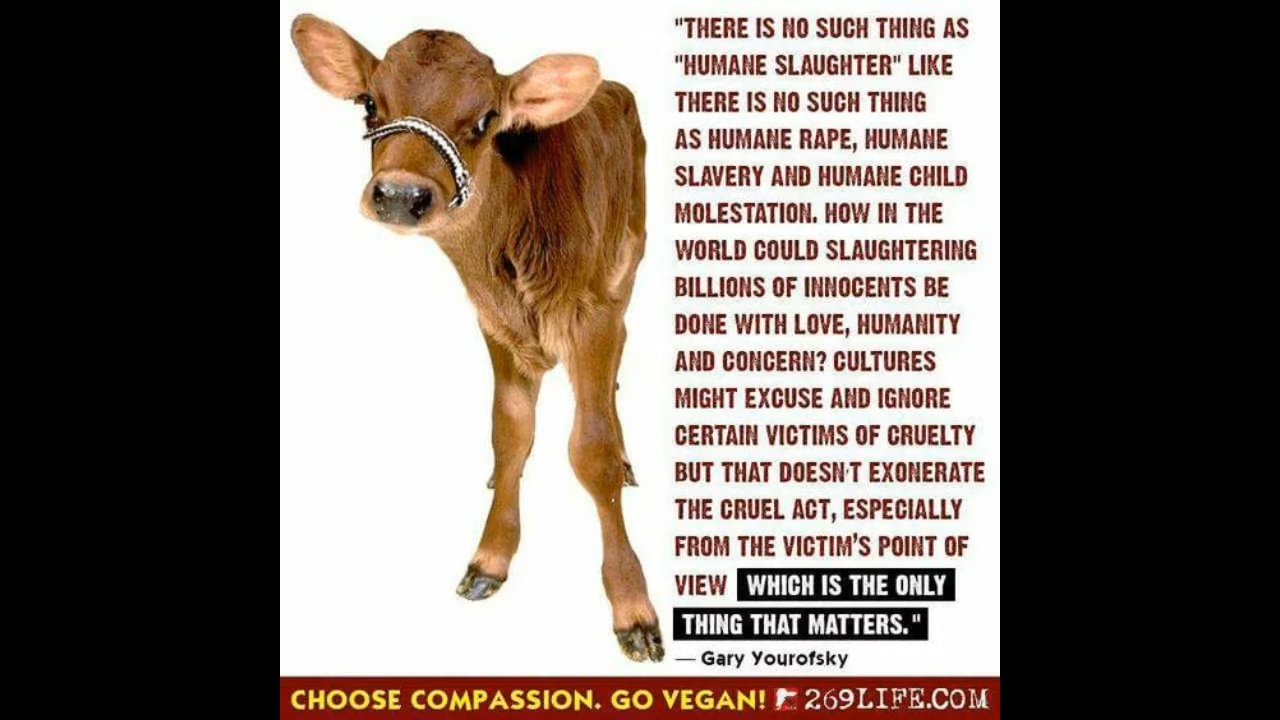 "THERE IS NO SUCH THING AS
"HUMANE SLAUGHTER" LIKE
THERE IS NO SUCH THING
AS HUMANE RAPE, HUMANE
SLAVERY AND HUMANE CHILD
MOLESTATION. HOW IN THE
WORLD COULD SLAUGHTERING
BILLIONS OF INNOCENTS BE
DONE WITH LOVE, HUMANITY
AND CONCERN? CULTURES
MIGHT EXCUSE AND IGNORE
CERTAIN VICTIMS OF CRUELTY
BUT THAT DOESN'T EXONERATE
THE CRUEL ACT, ESPECIALLY
FROM THE VICTIM'S POINT OF
VIEW WHICH IS THE ONLY
THING THAT MATTERS."
— Gary Yourofsky
CHOOSE COMPASSION. GO VEGAN! 269LIFE.COM